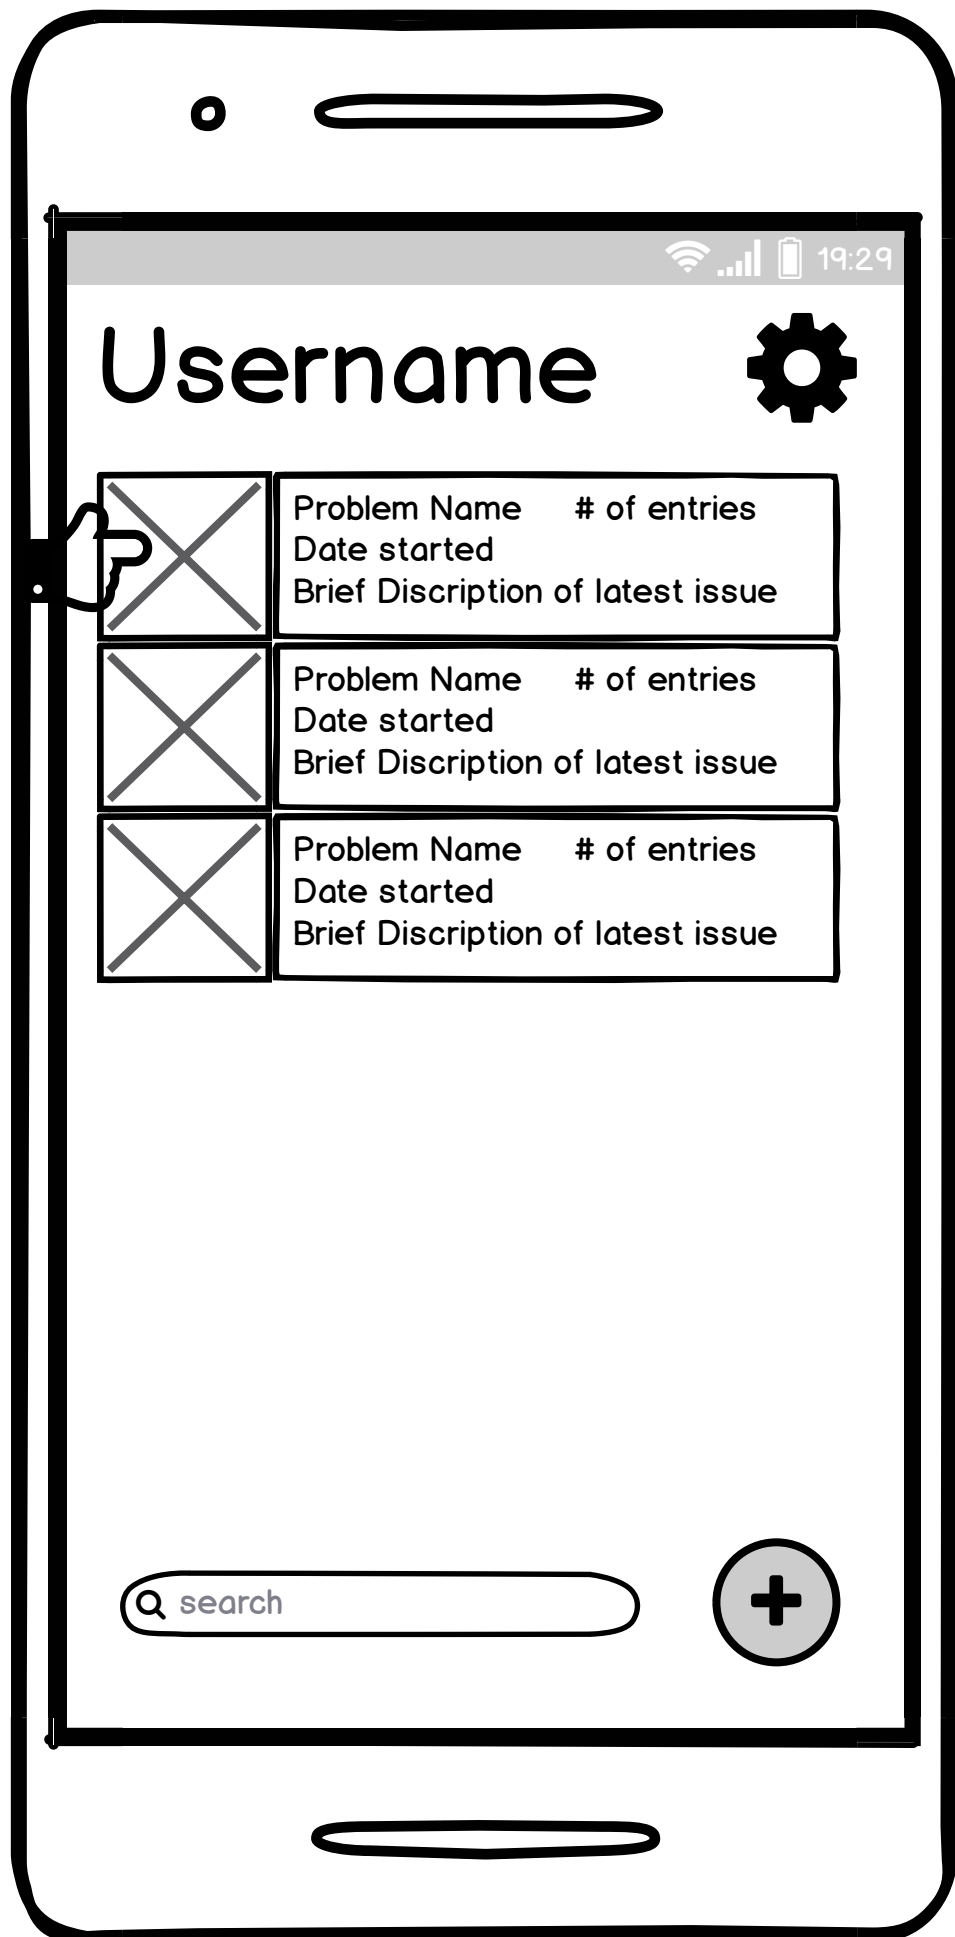 19:29
Username
Problem Name # of entries
Date started
Brief Discription of latest issue
Problem Name # of entries
Date started
Brief Discription of latest issue
Problem Name # of entries
Date started
Brief Discription of latest issue
search